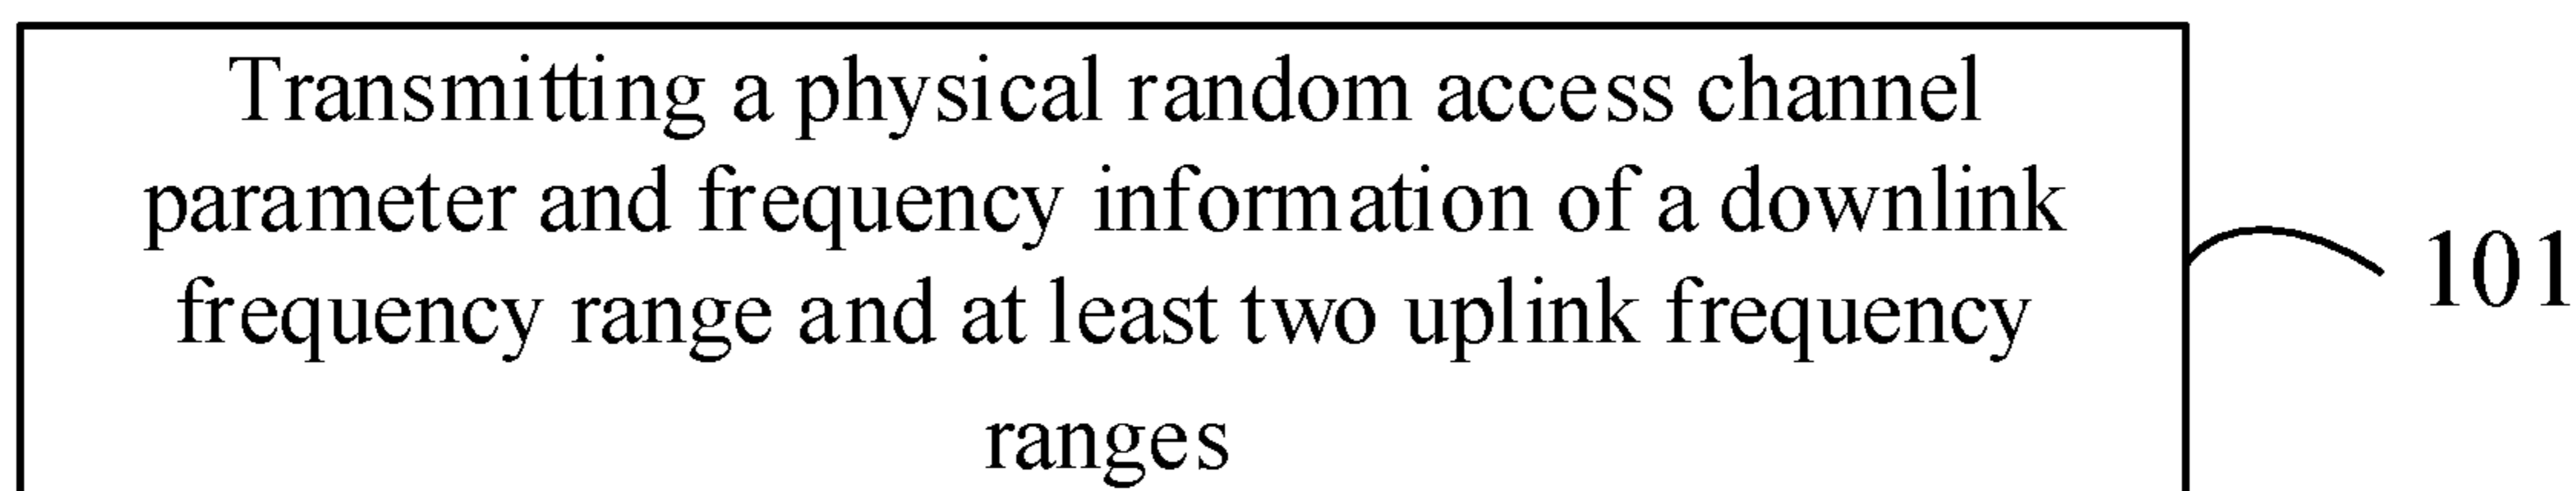 Transmitting a physical random access channel
parameter and frequency information of a downlink
frequency range and at least two uplink frequency
ranges
101